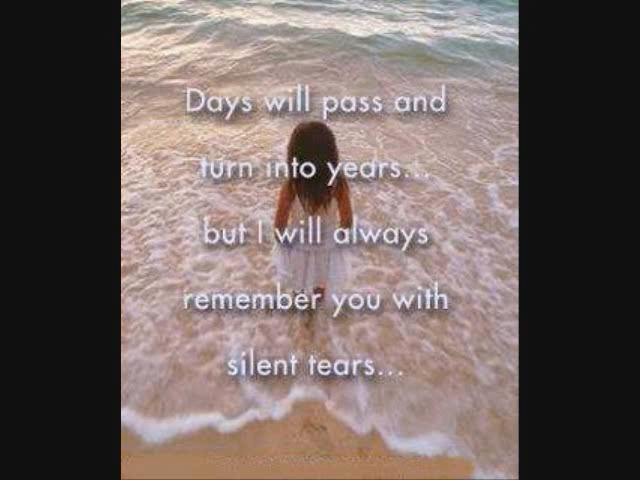 Days will pass and
turn into years...
but I will always
remember you with
silent tears...